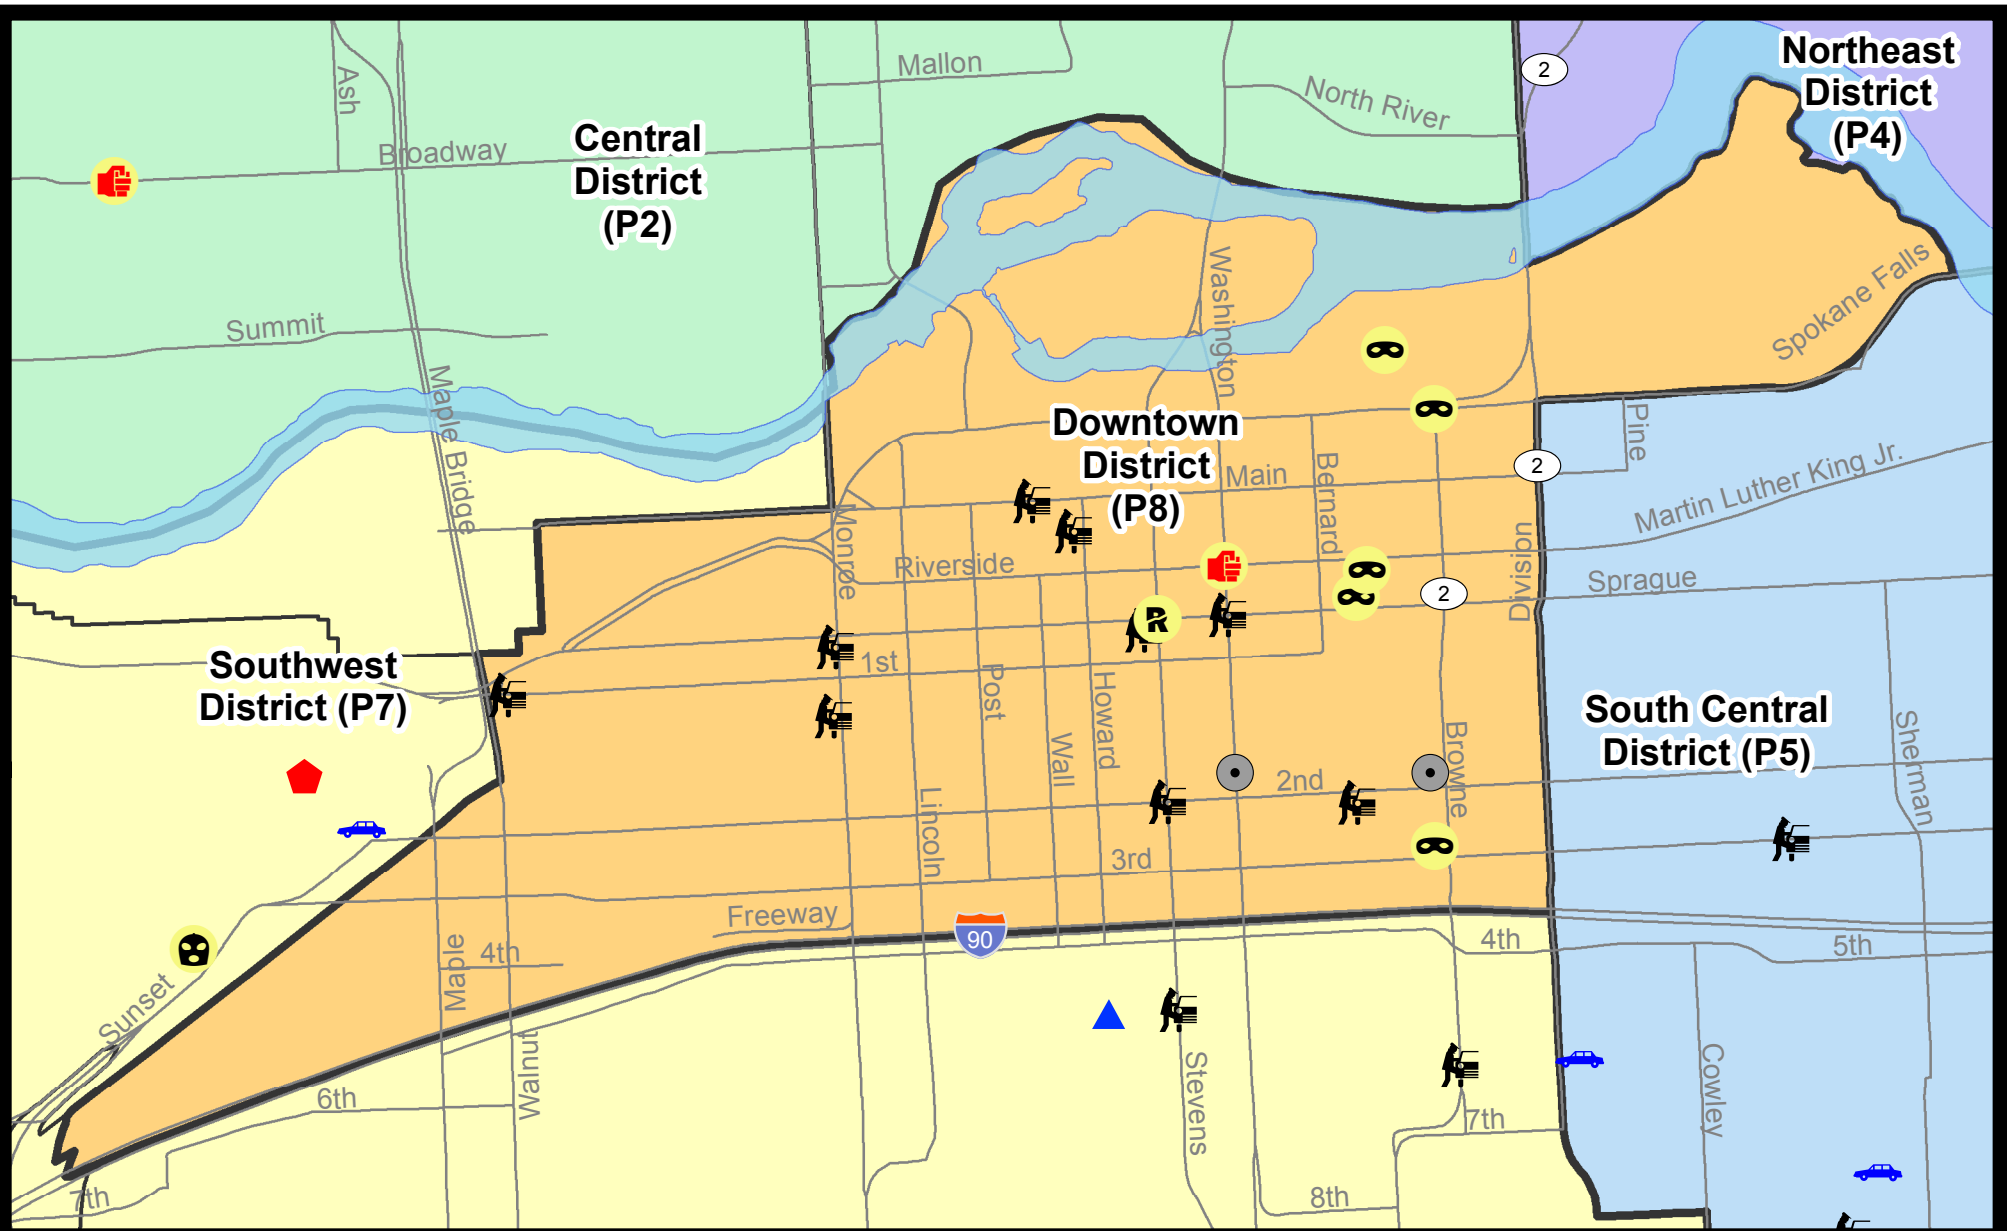 Northeast
District
(P4)
2
Mallon
Ash
North River
Central
District
(P2)
Broadway
Washington
Spokane Falls
Summit
Maple Bridge
Downtown
District
(P8)
Pine
Main
Bernard
2
Martin Luther King Jr.
Monroe
Riverside
Division
Sprague
2
R
Southwest
District (P7)
1st
Post
Howard
Wall
South Central
District (P5)
Sherman
Browne
2nd
Lincoln
3rd
Freeway
90
4th
5th
Maple
4th
Sunset
Walnut
Stevens
Cowley
6th
7th
7th
8th